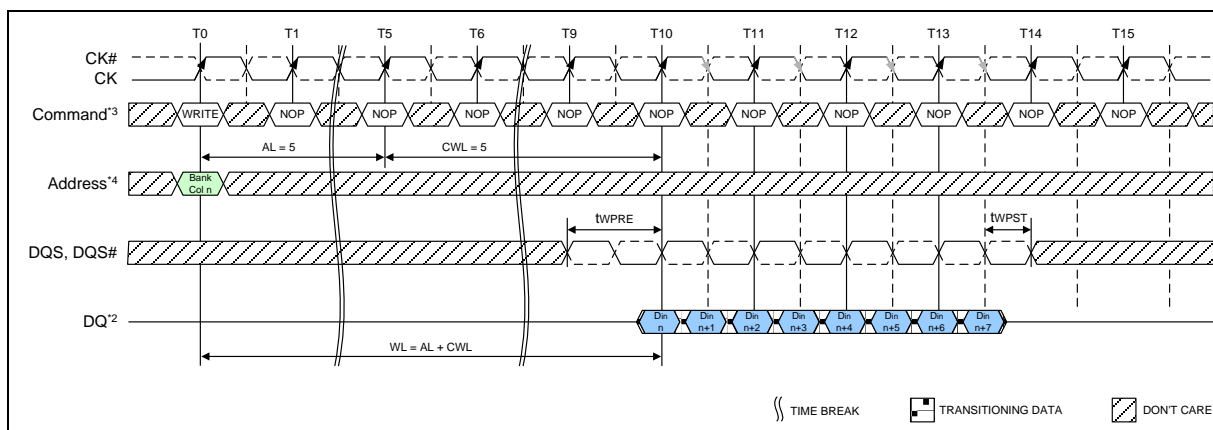 T0 T1 T5 T6 T9 T10 T11 T12 T13 T14 T15
CK#
CK
Command*3 WRITE NOP NOP NOP NOP NOP NOP NOP NOP NOP NOP
AL = 5 CWL = 5
Address*4 Bank
Col n
tWPRE tWPST
DQS, DQS#
DQ*2 Din
n Din
n+1 Din
n+2 Din
n+3 Din
n+4 Din
n+5 Din
n+6 Din
n+7
WL = AL + CWL
TIME BREAK TRANSITIONING DATA DON'T CARE